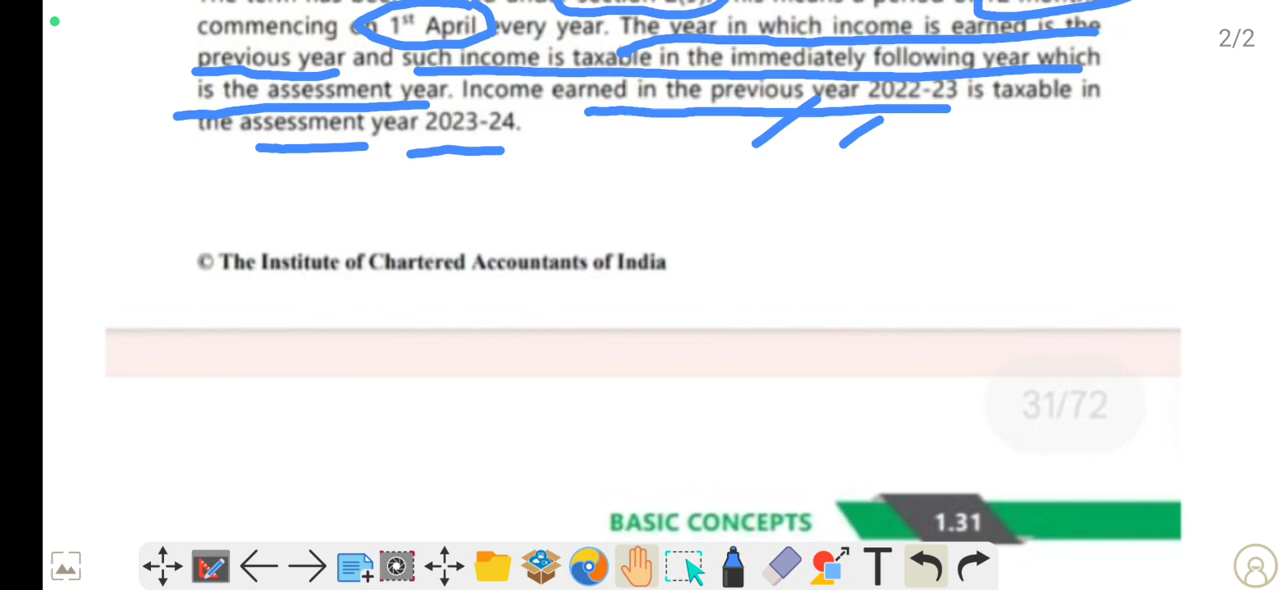 commencing on 1st April every year. The year in which income is earned is the
2/2
previous year and such income is taxable in the immediately following year which
is the assessment year. Income earned in the previous year 2022-23 is taxable in
the assessment year 2023-24.
© The Institute of Chartered Accountants of India
31/72
BASIC CONCEPTS 1.31
T